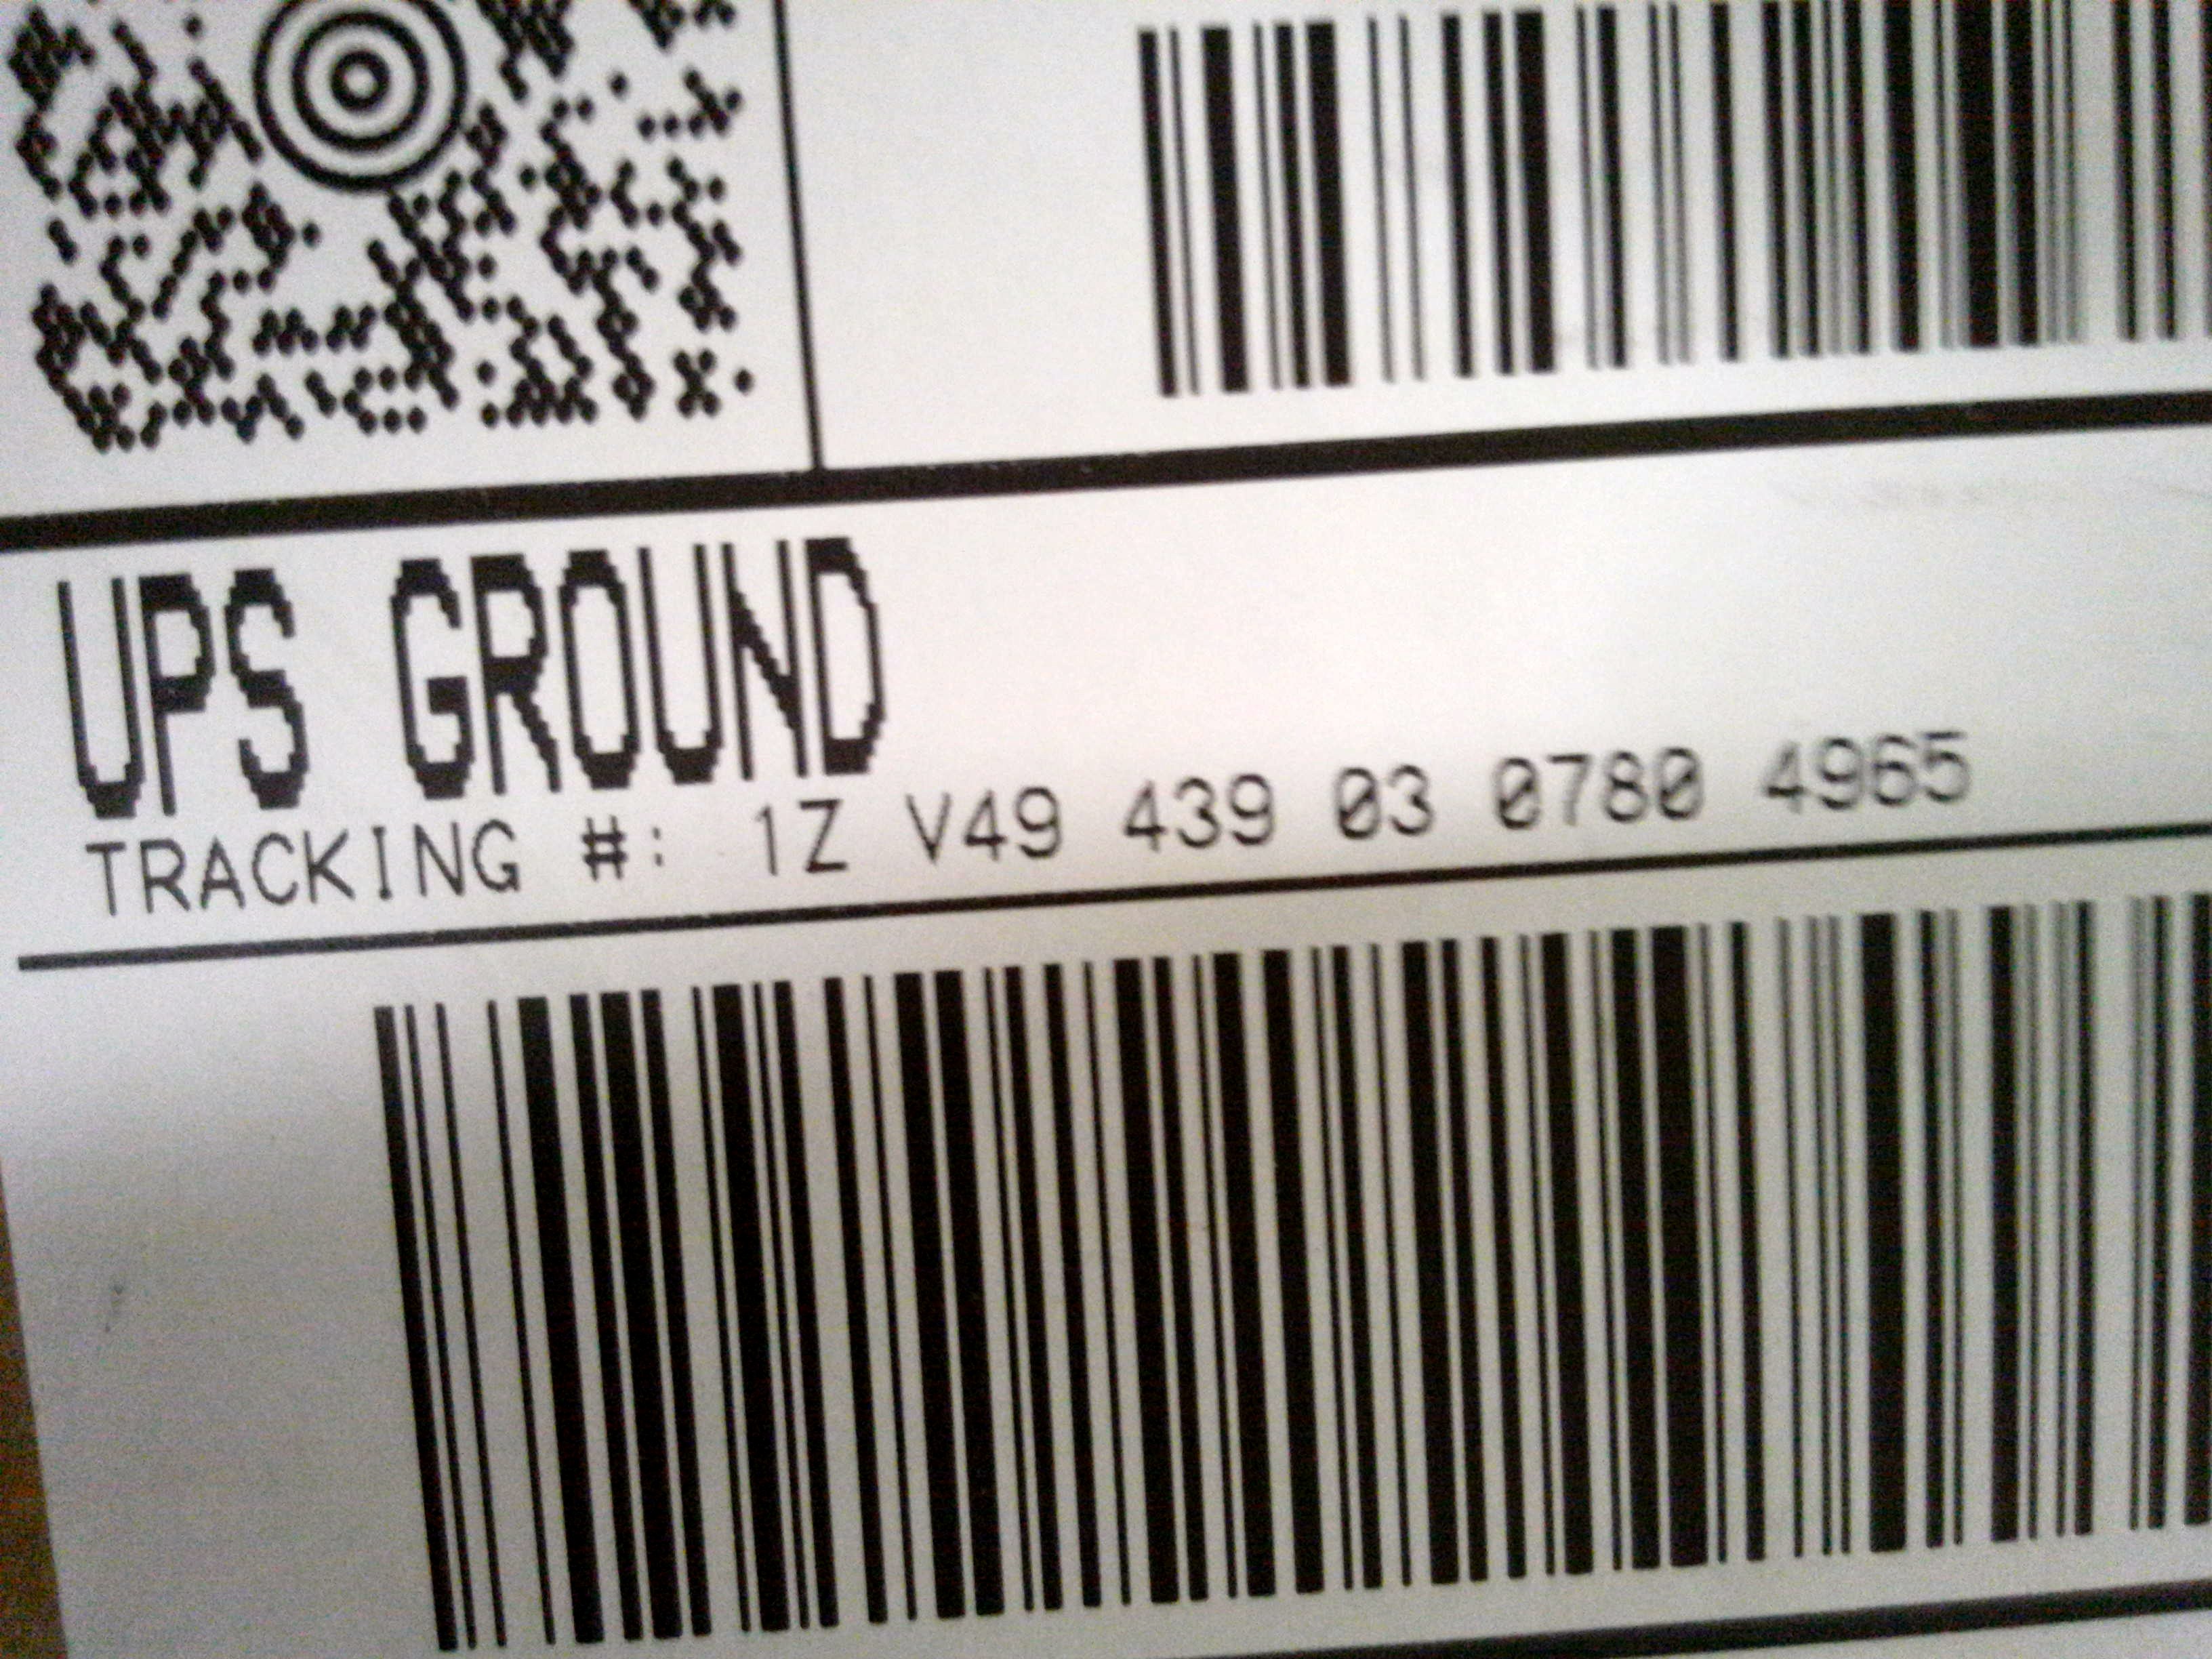 UPS GROUND
TRACKING #: 1Z V49 439 03 0780 4965